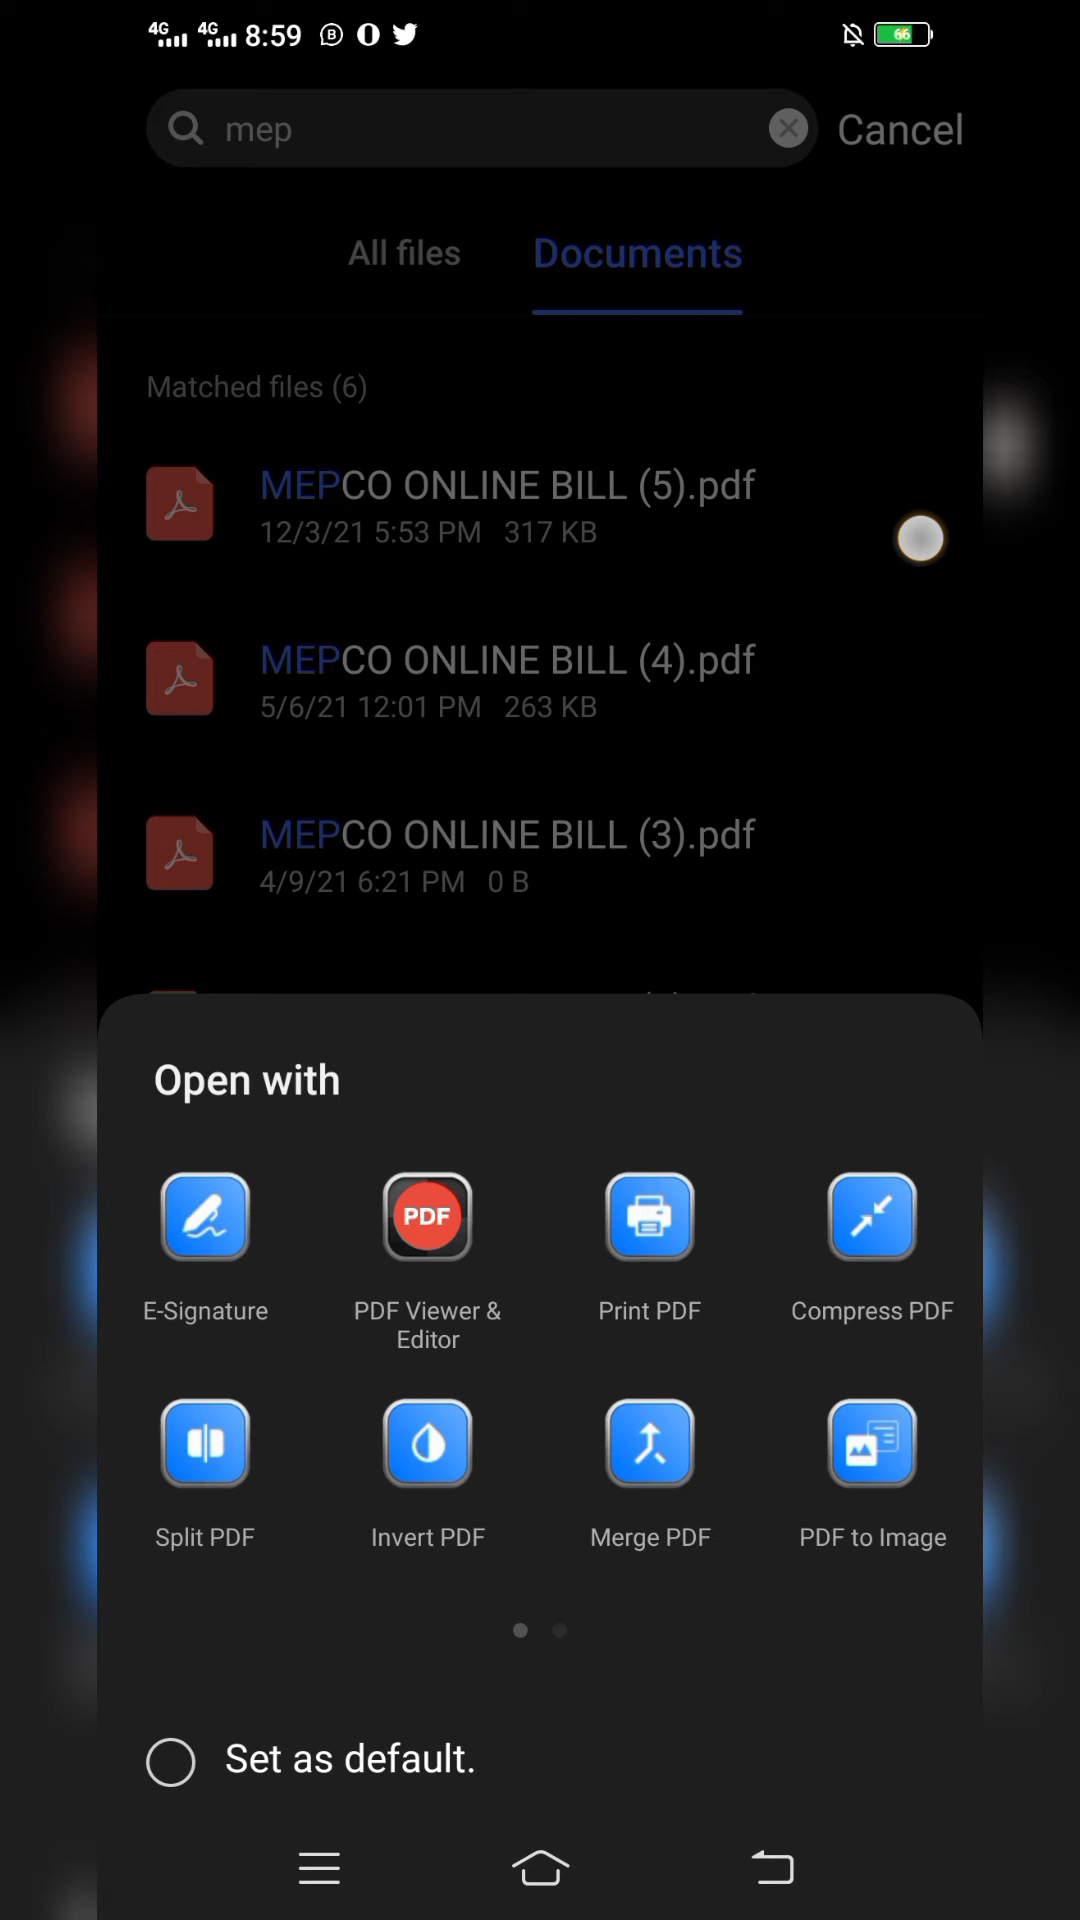 4G 4G 8:59 66
mep
Cancel
All files
Documents
Matched files (6)
MEPCO ONLINE BILL (5).pdf
12/3/21 5:53 PM 317 KB
MEPCO ONLINE BILL (4).pdf
5/6/21 12:01 PM 263 KB
MEPCO ONLINE BILL (3).pdf
4/9/21 6:21 PM 0 B
Open with
PDF
E-Signature
PDF Viewer &
Editor
Print PDF
Compress PDF
Split PDF
Invert PDF
Merge PDF
PDF to Image
Set as default.